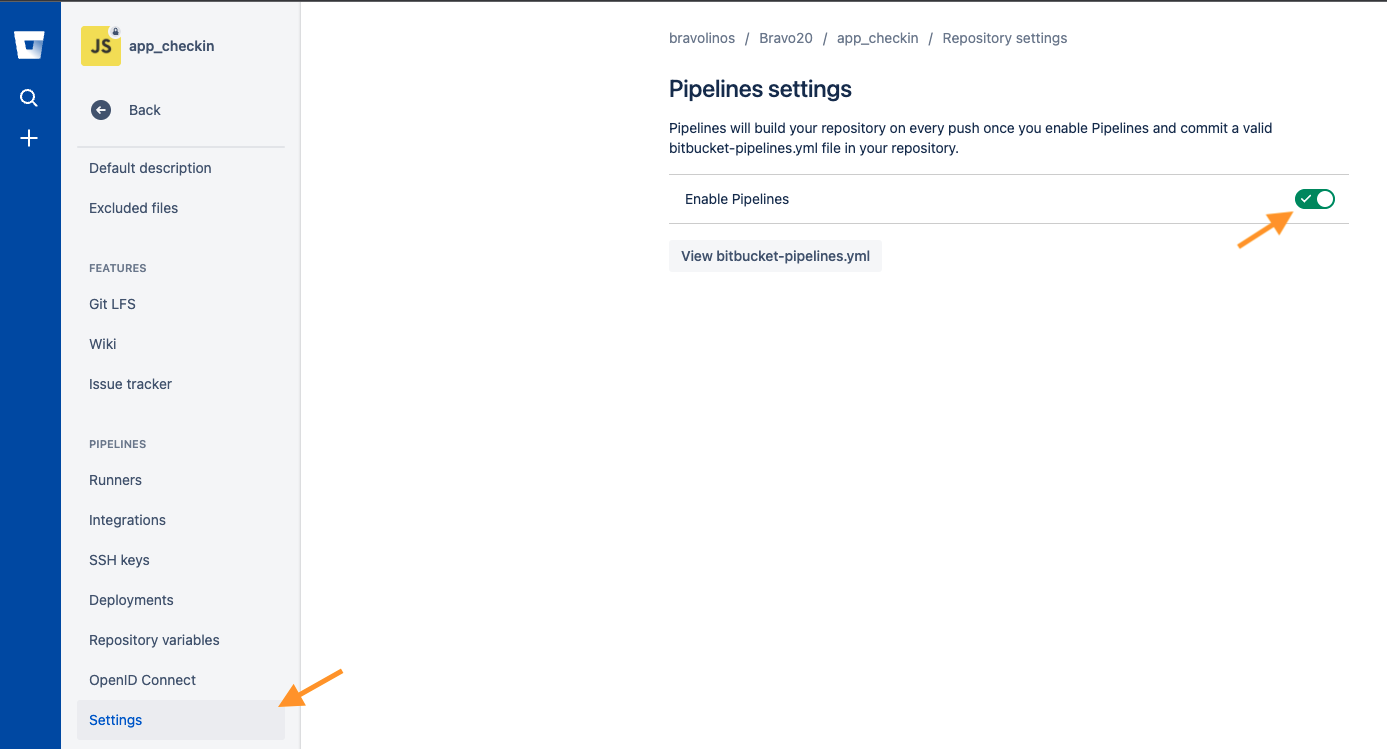 JS
app_checkin
Back
Default description
Excluded files
FEATURES
Git LFS
Wiki
Issue tracker
PIPELINES
Runners
Integrations
SSH keys
Deployments
Repository variables
OpenID Connect
Settings
bravolinos / Bravo20 / app_checkin / Repository settings
Pipelines settings
Pipelines will build your repository on every push once you enable Pipelines and commit a valid
bitbucket-pipelines.yml file in your repository.
Enable Pipelines
View bitbucket-pipelines.yml